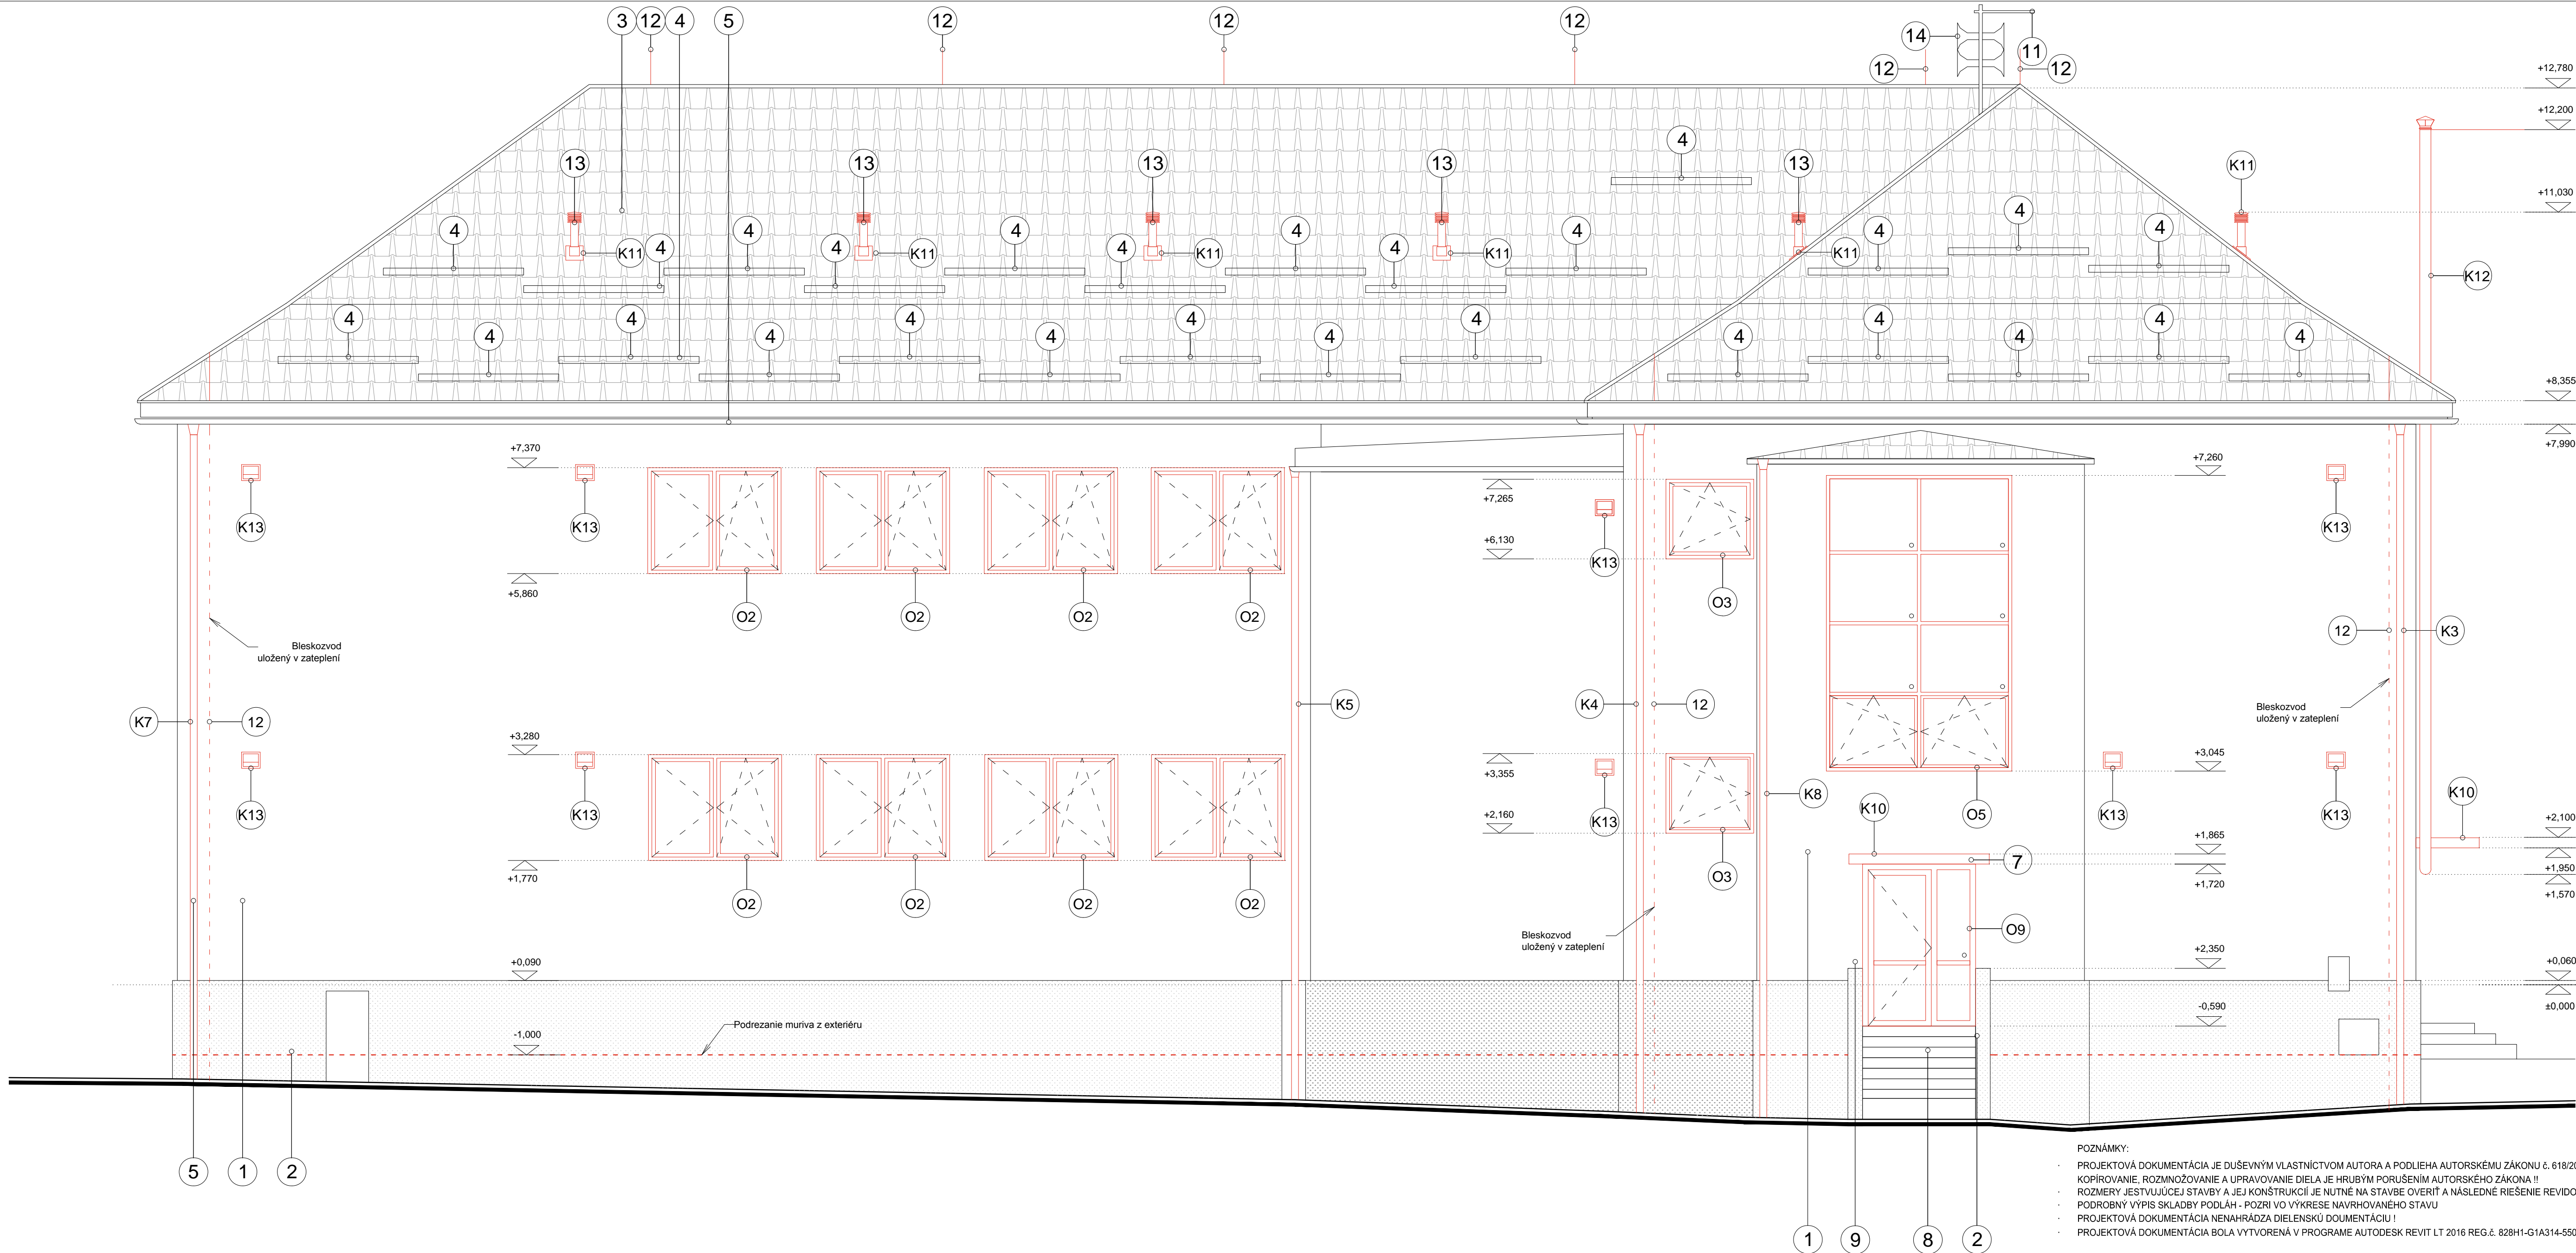 3 12 4 5 12 12 12 14 11
12 12
+12,780
+12,200
13 13 13 13 4 13 K11
+11,030
4 K11 4 4 K11 4 4 K11 4 4 K11 4 4 K11 4 4 4
K12
4 4 4 4 4 4 4 4 4 4 4 4 4 4
+8,355
+7,990
+7,370
+7,260
+7,265
K13 K13 K13 K13
+6,130
+5,860
O2 O2 O2 O2 O3
Bleskozvod
uložený v zateplení
12 K3
K7 12 K5 K4 12
Bleskozvod
uložený v zateplení
+3,280
+3,045
+3,355
K13 K13 K13 K8 K10 O5 K13 K13 K10
+2,160
+2,100
+1,865
7
+1,770
+1,720
+1,950
+1,570
O2 O2 O2 O2 O3
Bleskozvod
uložený v zateplení
O9
+2,350
+0,090
+0,060
-0,590
±0,000
-1,000
Podrezanie muriva z exteriéru
5 1 2
1 9 8 2
POZNÁMKY:
· PROJEKTOVÁ DOKUMENTÁCIA JE DUŠEVNÝM VLASTNÍCTVOM AUTORA A PODLIEHA AUTORSKÉMU ZÁKONU č. 618/20
KOPÍROVANIE, ROZMNOŽOVANIE A UPRAVOVANIE DIELA JE HRUBÝM PORUŠENÍM AUTORSKÉHO ZÁKONA !!
· ROZMERY JESTVUJÚCEJ STAVBY A JEJ KONŠTRUKCIÍ JE NUTNÉ NA STAVBE OVERIŤ A NÁSLEDNÉ RIEŠENIE REVIDO
· PODROBNÝ VÝPIS SKLADBY PODLÁH - POZRI VO VÝKRESE NAVRHOVANÉHO STAVU
· PROJEKTOVÁ DOKUMENTÁCIA NENAHRÁDZA DIELENSKÚ DOUMENTÁCIU !
· PROJEKTOVÁ DOKUMENTÁCIA BOLA VYTVORENÁ V PROGRAME AUTODESK REVIT LT 2016 REG.č. 828H1-G1A314-550